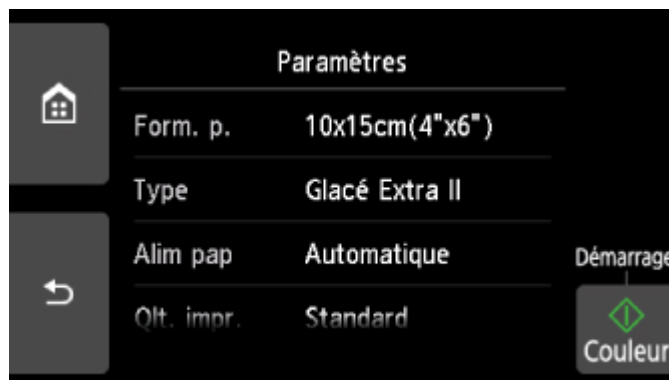 Paramètres
Form. p. 10x15cm(4"x6")
Type Glacé Extra II
Alim pap Automatique
Démarrage
Qlt. impr. Standard
Couleur